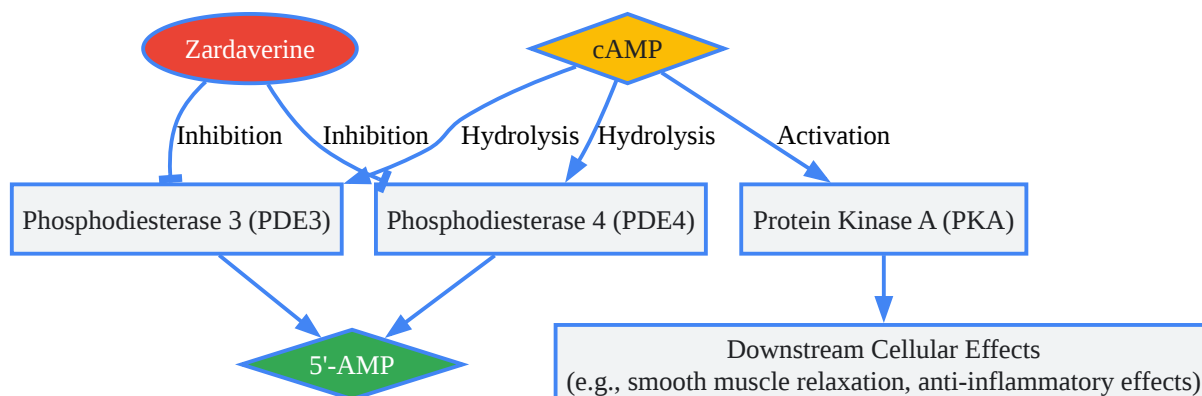 Zardaverine
cAMP
Inhibition
Inhibition
Hydrolysis
Hydrolysis
Activation
Phosphodiesterase 3 (PDE3)
Phosphodiesterase 4 (PDE4)
Protein Kinase A (PKA)
5'-AMP
Downstream Cellular Effects
(e.g., smooth muscle relaxation, anti-inflammatory effects)